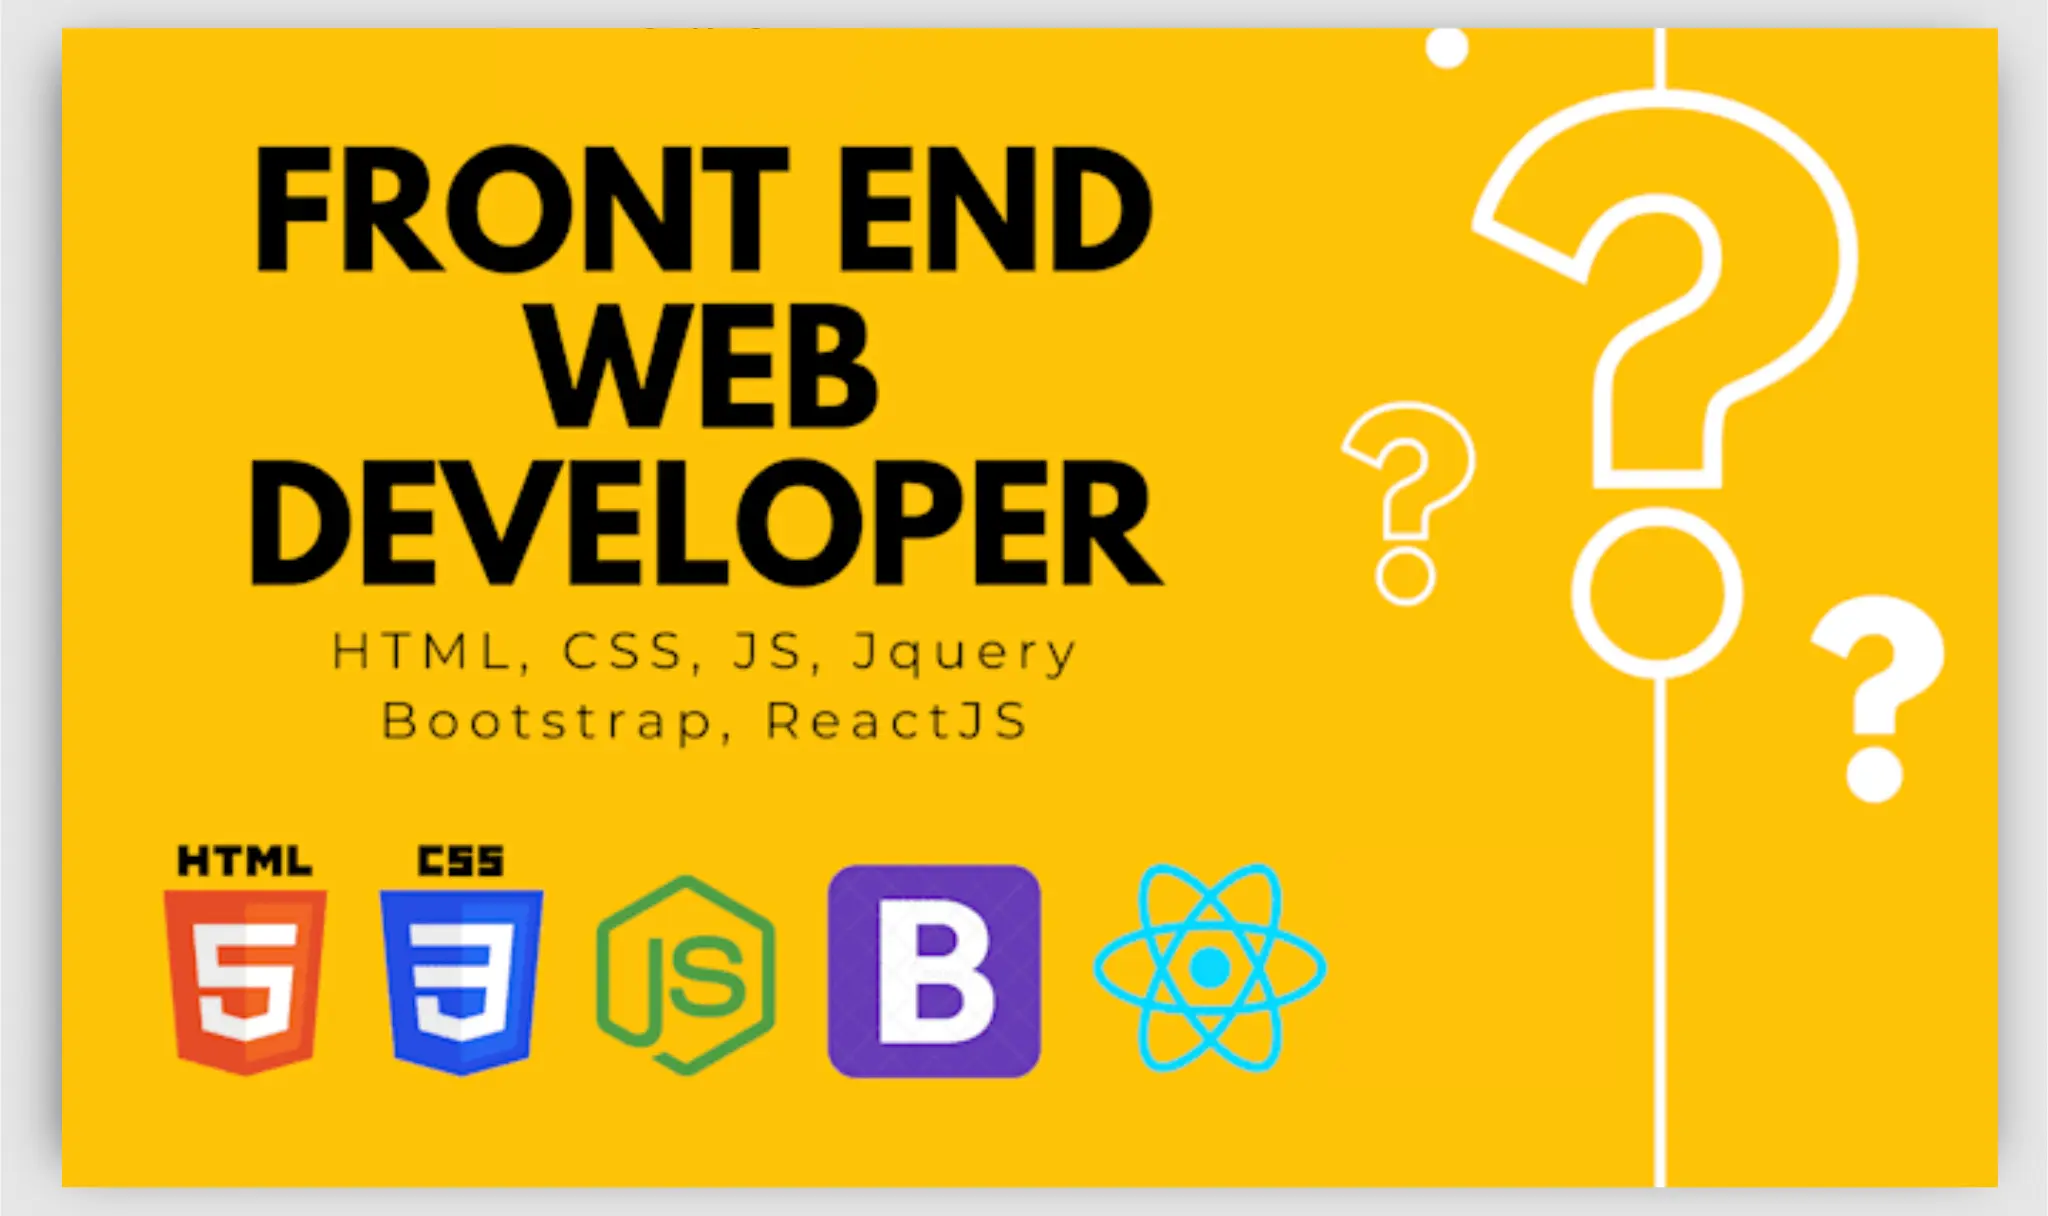 FRONT END
WEB
DEVELOPER
HTML, CSS, JS, Jquery
Bootstrap, ReactJS
HTML CSS
5 3 JS B
? ? ?